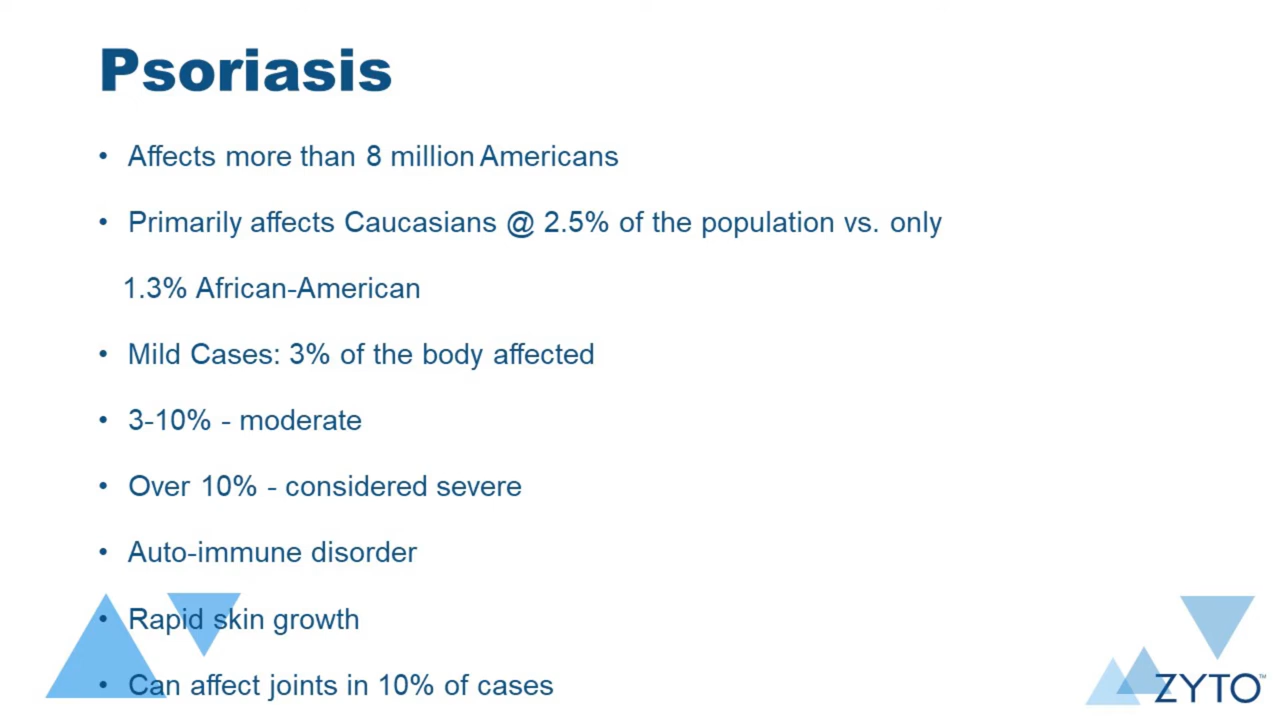 Psoriasis
• Affects more than 8 million Americans
• Primarily affects Caucasians @ 2.5% of the population vs. only
1.3% African-American
• Mild Cases: 3% of the body affected
• 3-10% - moderate
• Over 10% - considered severe
• Auto-immune disorder
• Rapid skin growth
• Can affect joints in 10% of cases
ZYTO™